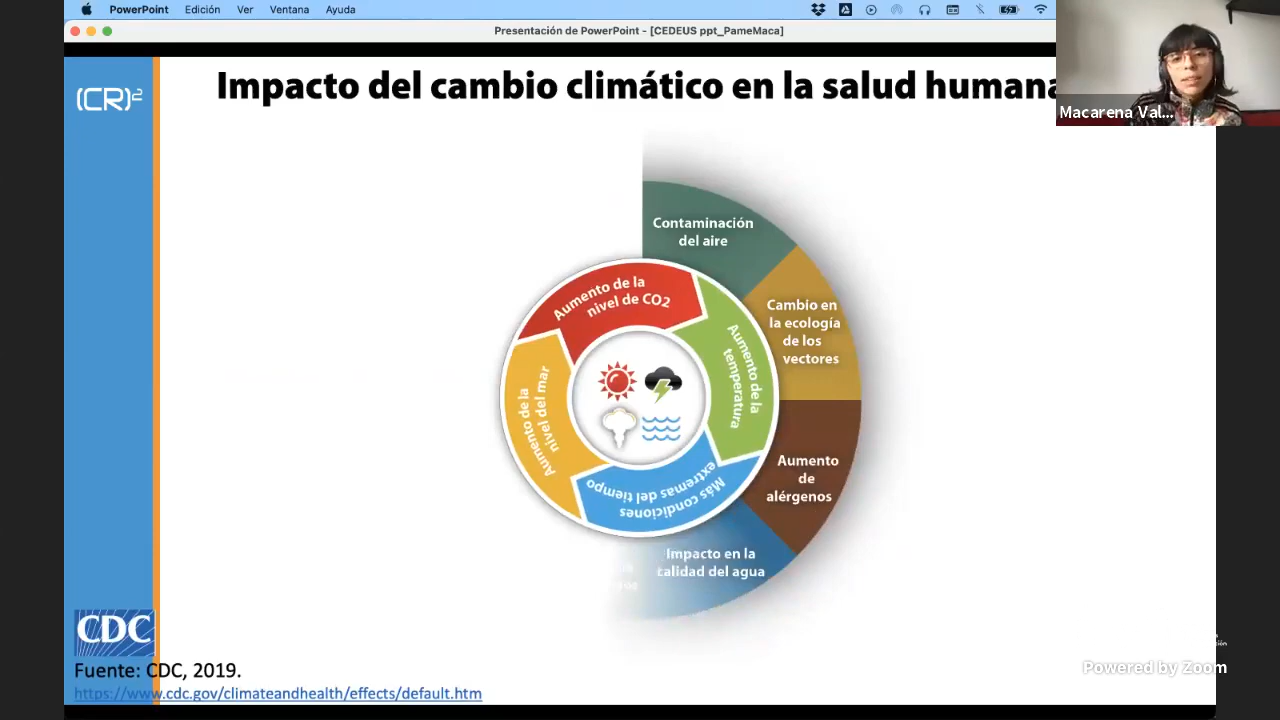 PowerPoint Edición Ver Ventana Ayuda
Presentación de PowerPoint - [CEDEUS ppt_PameMaca]
(CR)2
Impacto del cambio climático en la salud humana
Macarena Val...
Contaminación
del aire
Cambio en
la ecología
de los
vectores
Aumento
de
alérgenos
Impacto en la
calidad del agua
Aumento de la
nivel de CO2
Aumento de la
temperatura
Más condiciones
extremas del tiempo
Aumento de la
nivel del mar
CDC
Fuente: CDC, 2019.
https://www.cdc.gov/climateandhealth/effects/default.htm
Powered by Zoom